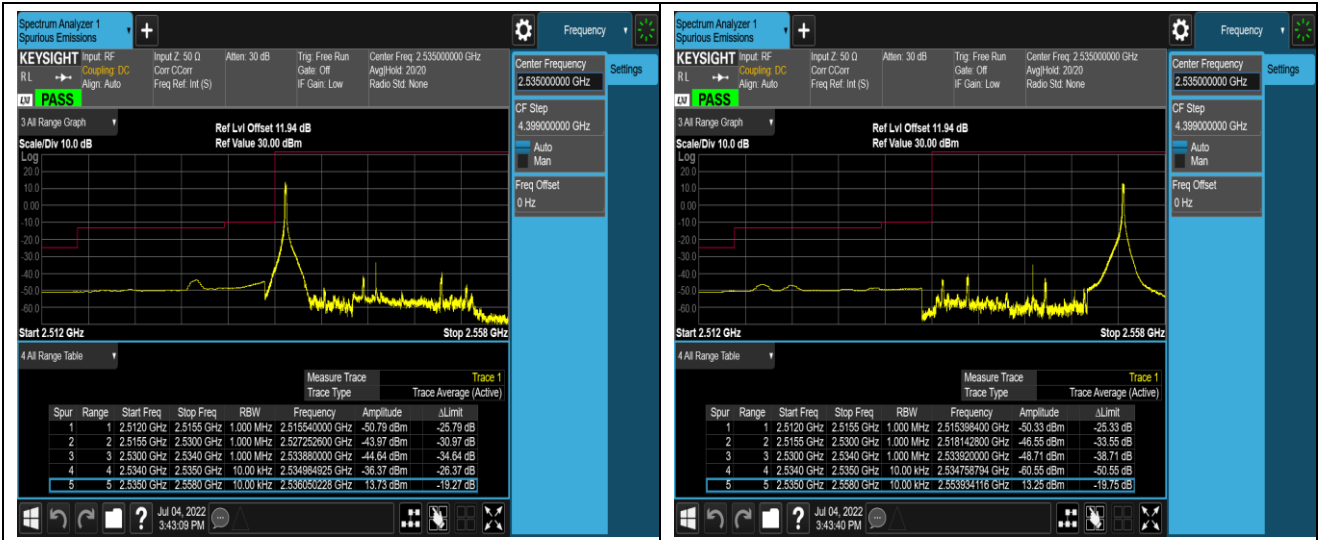 Spectrum Analyzer 1
Spurious Emissions
+
Frequency
KEYSIGHT Input: RF Input Z: 50 Ω Atten: 30 dB Trig: Free Run Center Freq: 2.535000000 GHz
R L Coupling: DC Corr CCorr Gate: Off Avg|Hold: 20/20
Align: Auto Freq Ref: Int (S) IF Gain: Low Radio Std: None
LXI PASS
Center Frequency
2.535000000 GHz
Settings
CF Step
4.399000000 GHz
Auto
Man
Freq Offset
0 Hz
3 All Range Graph
Ref Lvl Offset 11.94 dB
Scale/Div 10.0 dB Ref Value 30.00 dBm
Log
20.0
10.0
0.00
-10.0
-20.0
-30.0
-40.0
-50.0
-60.0
Start 2.512 GHz Stop 2.558 GHz
4 All Range Table
Measure Trace Trace 1
Trace Type Trace Average (Active)
Spur Range Start Freq Stop Freq RBW Frequency Amplitude ΔLimit
1 1 2.5120 GHz 2.5155 GHz 1.000 MHz 2.515540000 GHz -50.79 dBm -25.79 dB
2 2 2.5155 GHz 2.5300 GHz 1.000 MHz 2.527252600 GHz -43.97 dBm -30.97 dB
3 3 2.5300 GHz 2.5340 GHz 1.000 MHz 2.533880000 GHz -44.64 dBm -34.64 dB
4 4 2.5340 GHz 2.5350 GHz 10.00 kHz 2.534984925 GHz -36.37 dBm -26.37 dB
5 5 2.5350 GHz 2.5580 GHz 10.00 kHz 2.536050228 GHz 13.73 dBm -19.27 dB
?
Jul 04, 2022
3:43:09 PM
Spectrum Analyzer 1
Spurious Emissions
+
Frequency
KEYSIGHT Input: RF Input Z: 50 Ω Atten: 30 dB Trig: Free Run Center Freq: 2.535000000 GHz
R L Coupling: DC Corr CCorr Gate: Off Avg|Hold: 20/20
Align: Auto Freq Ref: Int (S) IF Gain: Low Radio Std: None
LXI PASS
Center Frequency
2.535000000 GHz
Settings
CF Step
4.399000000 GHz
Auto
Man
Freq Offset
0 Hz
3 All Range Graph
Ref Lvl Offset 11.94 dB
Scale/Div 10.0 dB Ref Value 30.00 dBm
Log
20.0
10.0
0.00
-10.0
-20.0
-30.0
-40.0
-50.0
-60.0
Start 2.512 GHz Stop 2.558 GHz
4 All Range Table
Measure Trace Trace 1
Trace Type Trace Average (Active)
Spur Range Start Freq Stop Freq RBW Frequency Amplitude ΔLimit
1 1 2.5120 GHz 2.5155 GHz 1.000 MHz 2.515398400 GHz -50.33 dBm -25.33 dB
2 2 2.5155 GHz 2.5300 GHz 1.000 MHz 2.518142800 GHz -46.55 dBm -33.55 dB
3 3 2.5300 GHz 2.5340 GHz 1.000 MHz 2.533920000 GHz -48.71 dBm -38.71 dB
4 4 2.5340 GHz 2.5350 GHz 10.00 kHz 2.534758794 GHz -60.55 dBm -50.55 dB
5 5 2.5350 GHz 2.5580 GHz 10.00 kHz 2.553934116 GHz 13.25 dBm -19.75 dB
?
Jul 04, 2022
3:43:40 PM